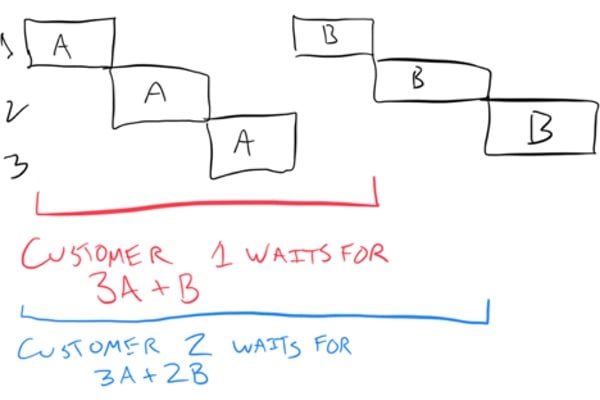 1 A B
A B
2
A B
3
CUSTOMER 1 WAITS FOR
3A + B
CUSTOMER 2 WAITS FOR
3A + 2B